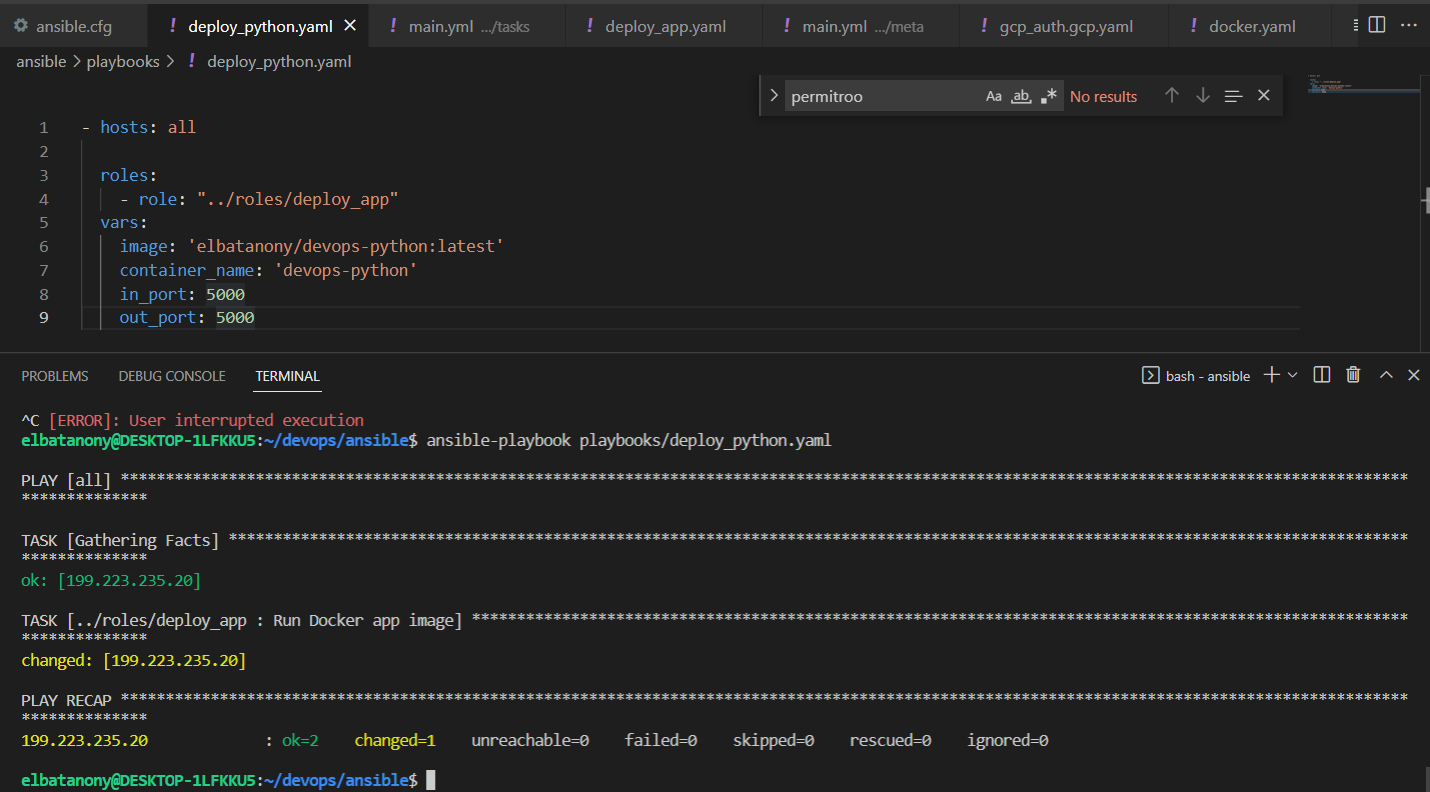 ansible.cfg ! deploy_python.yaml ! main.yml .../tasks ! deploy_app.yaml ! main.yml .../meta ! gcp_auth.gcp.yaml ! docker.yaml
ansible > playbooks > ! deploy_python.yaml
permitroo Aa ab .* No results
1 - hosts: all
2
3 roles:
4 - role: "../roles/deploy_app"
5 vars:
6 image: 'elbatanony/devops-python:latest'
7 container_name: 'devops-python'
8 in_port: 5000
9 out_port: 5000
PROBLEMS DEBUG CONSOLE TERMINAL bash - ansible
^C [ERROR]: User interrupted execution
elbatanony@DESKTOP-1LFKKU5:~/devops/ansible$ ansible-playbook playbooks/deploy_python.yaml
PLAY [all] ***********************************************************************************************************************************************
**************
TASK [Gathering Facts] ***********************************************************************************************************************************
**************
ok: [199.223.235.20]
TASK [../roles/deploy_app : Run Docker app image] ********************************************************************************************************
**************
changed: [199.223.235.20]
PLAY RECAP ***********************************************************************************************************************************************
**************
199.223.235.20 : ok=2 changed=1 unreachable=0 failed=0 skipped=0 rescued=0 ignored=0
elbatanony@DESKTOP-1LFKKU5:~/devops/ansible$